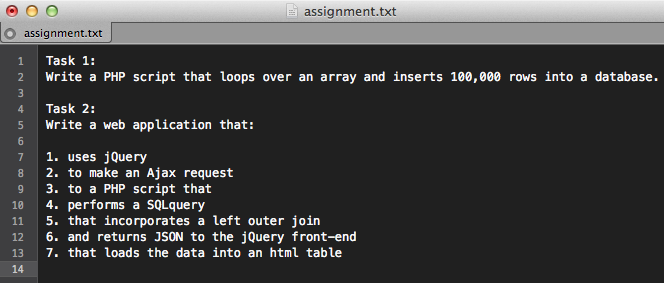 assignment.txt
assignment.txt
1 Task 1:
2 Write a PHP script that loops over an array and inserts 100,000 rows into a database.
3
4 Task 2:
5 Write a web application that:
6
7 1. uses jQuery
8 2. to make an Ajax request
9 3. to a PHP script that
10 4. performs a SQLquery
11 5. that incorporates a left outer join
12 6. and returns JSON to the jQuery front-end
13 7. that loads the data into an html table
14